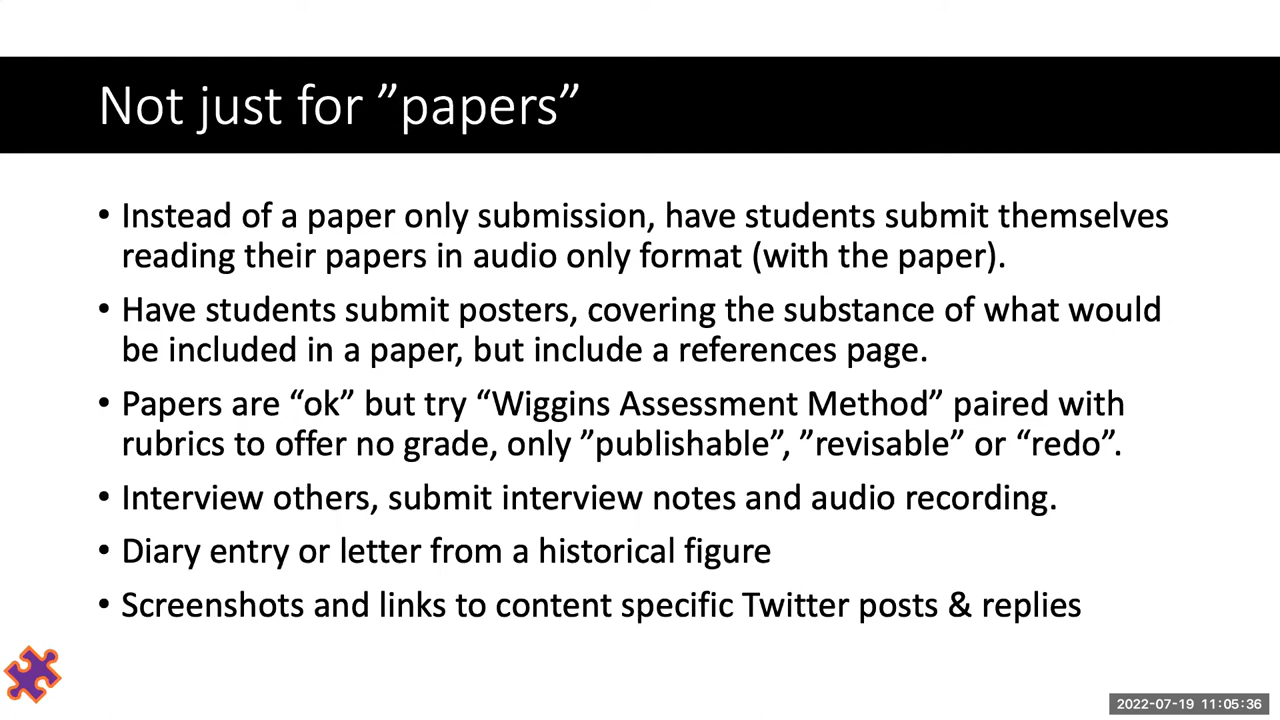 Not just for ”papers”
• Instead of a paper only submission, have students submit themselves
reading their papers in audio only format (with the paper).
• Have students submit posters, covering the substance of what would
be included in a paper, but include a references page.
• Papers are “ok” but try “Wiggins Assessment Method” paired with
rubrics to offer no grade, only ”publishable”, ”revisable” or “redo”.
• Interview others, submit interview notes and audio recording.
• Diary entry or letter from a historical figure
• Screenshots and links to content specific Twitter posts & replies
2022-07-19 11:05:36